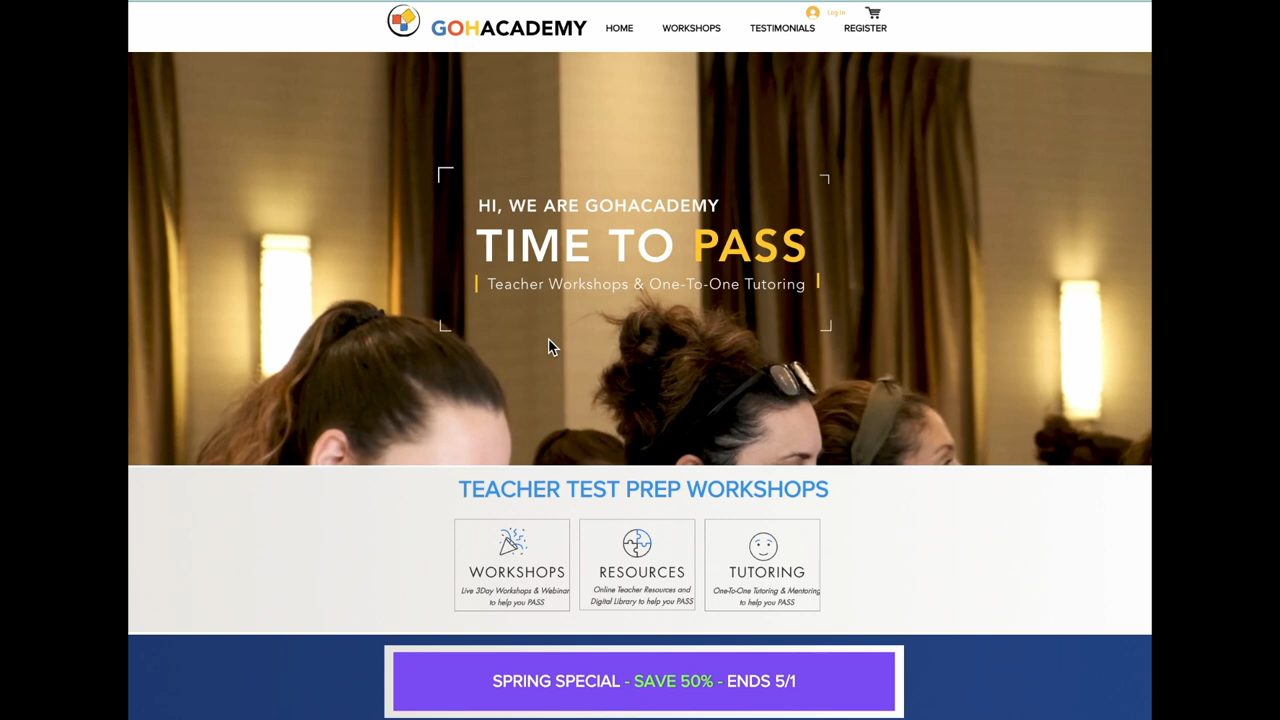 Log In
GOHACADEMY
HOME
WORKSHOPS
TESTIMONIALS
REGISTER
HI, WE ARE GOHACADEMY
TIME TO PASS
Teacher Workshops & One-To-One Tutoring
TEACHER TEST PREP WORKSHOPS
WORKSHOPS
Live 3Day Workshops & Webinar
to help you PASS
RESOURCES
Online Teacher Resources and
Digital Library to help you PASS
TUTORING
One-To-One Tutoring & Mentoring
to help you PASS
SPRING SPECIAL - SAVE 50% - ENDS 5/1